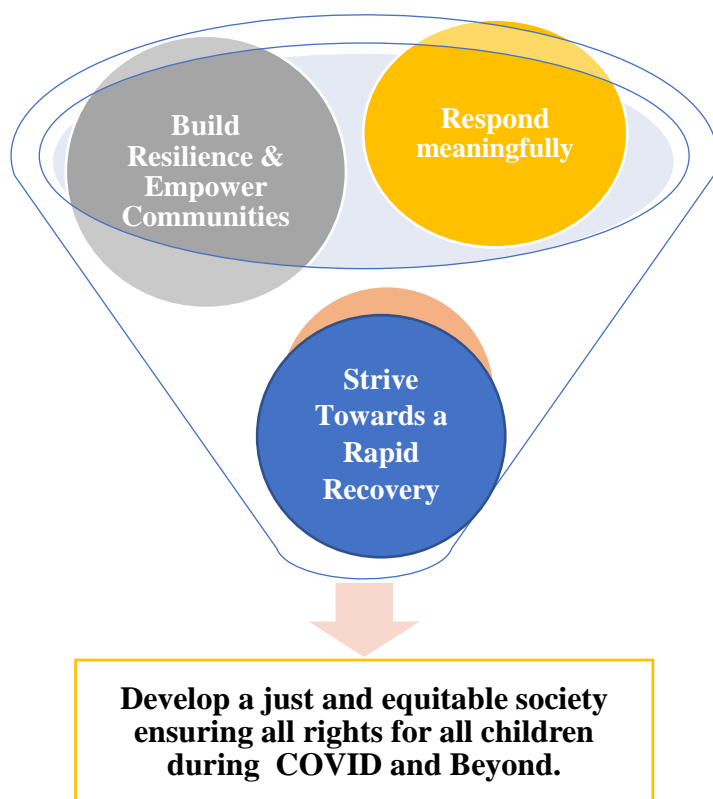 Build
Resilience &
Empower
Communities
Respond
meaningfully
Strive
Towards a
Rapid
Recovery
Develop a just and equitable society
ensuring all rights for all children
during  COVID and Beyond.